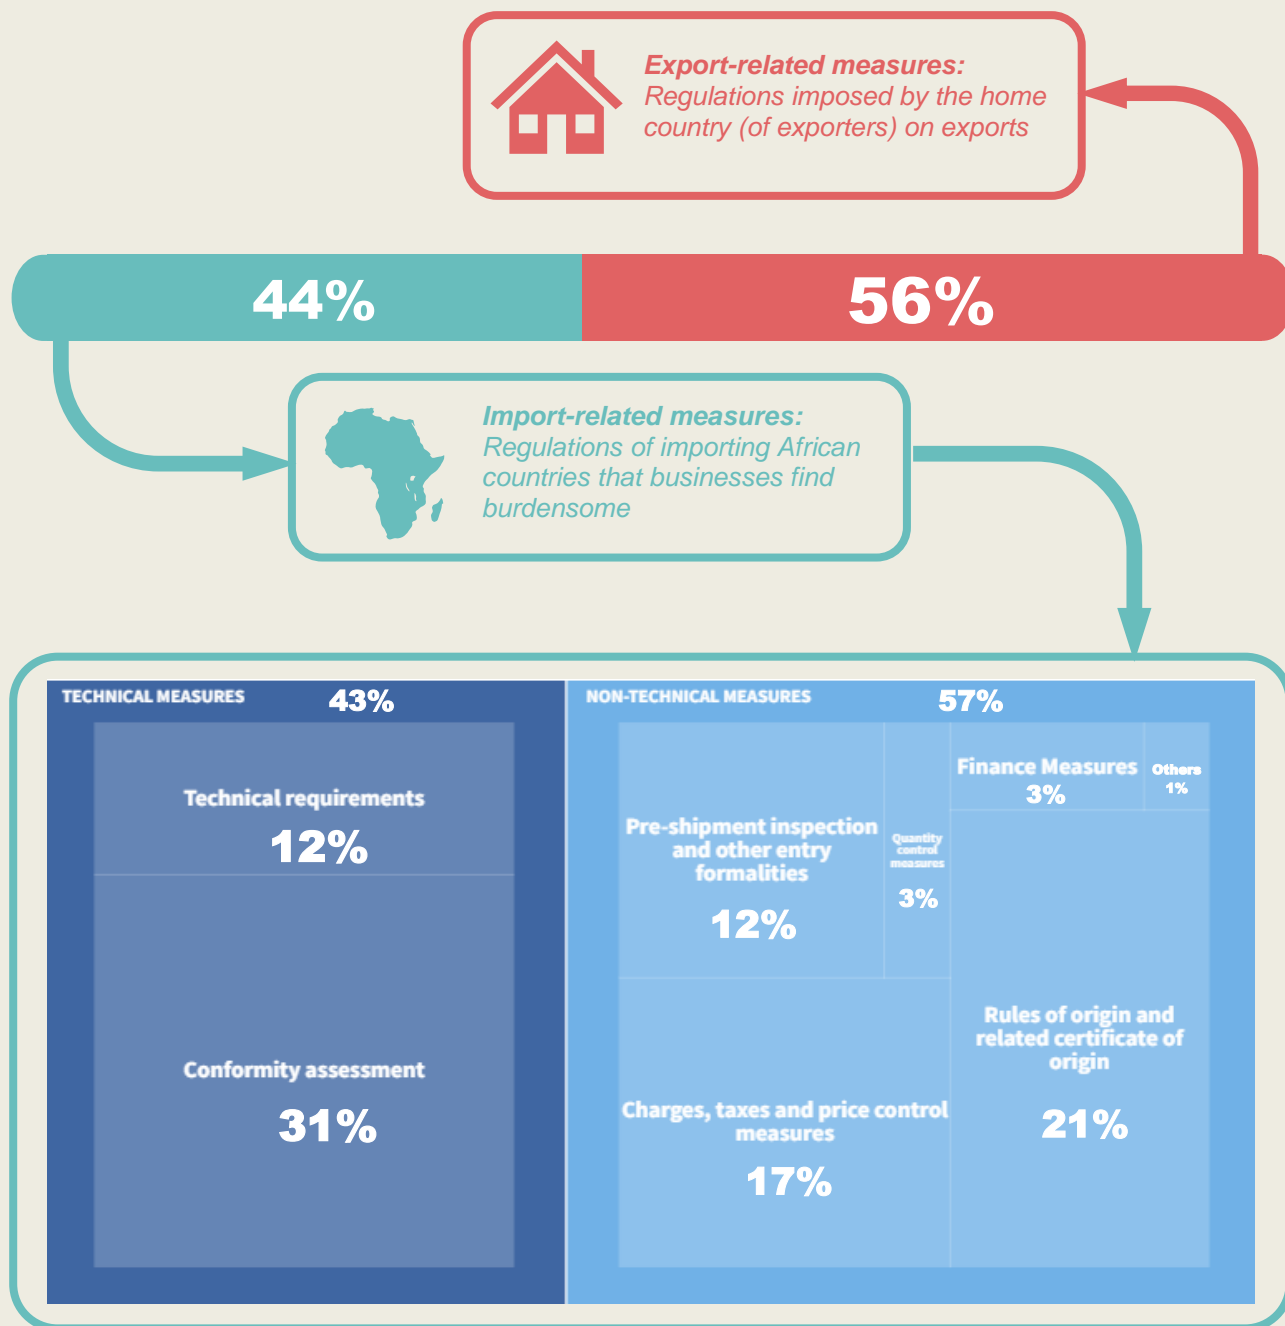 Export-related measures:
Regulations imposed by the home
country (of exporters) on exports
44%
56%
Import-related measures:
Regulations of importing African
countries that businesses find
burdensome
TECHNICAL MEASURES 43%
Technical requirements
12%
Conformity assessment
31%
NON-TECHNICAL MEASURES 57%
Pre-shipment inspection
and other entry
formalities
12%
Quantity
control
measures
3%
Finance Measures
3%
Others
1%
Charges, taxes and price control
measures
17%
Rules of origin and
related certificate of
origin
21%